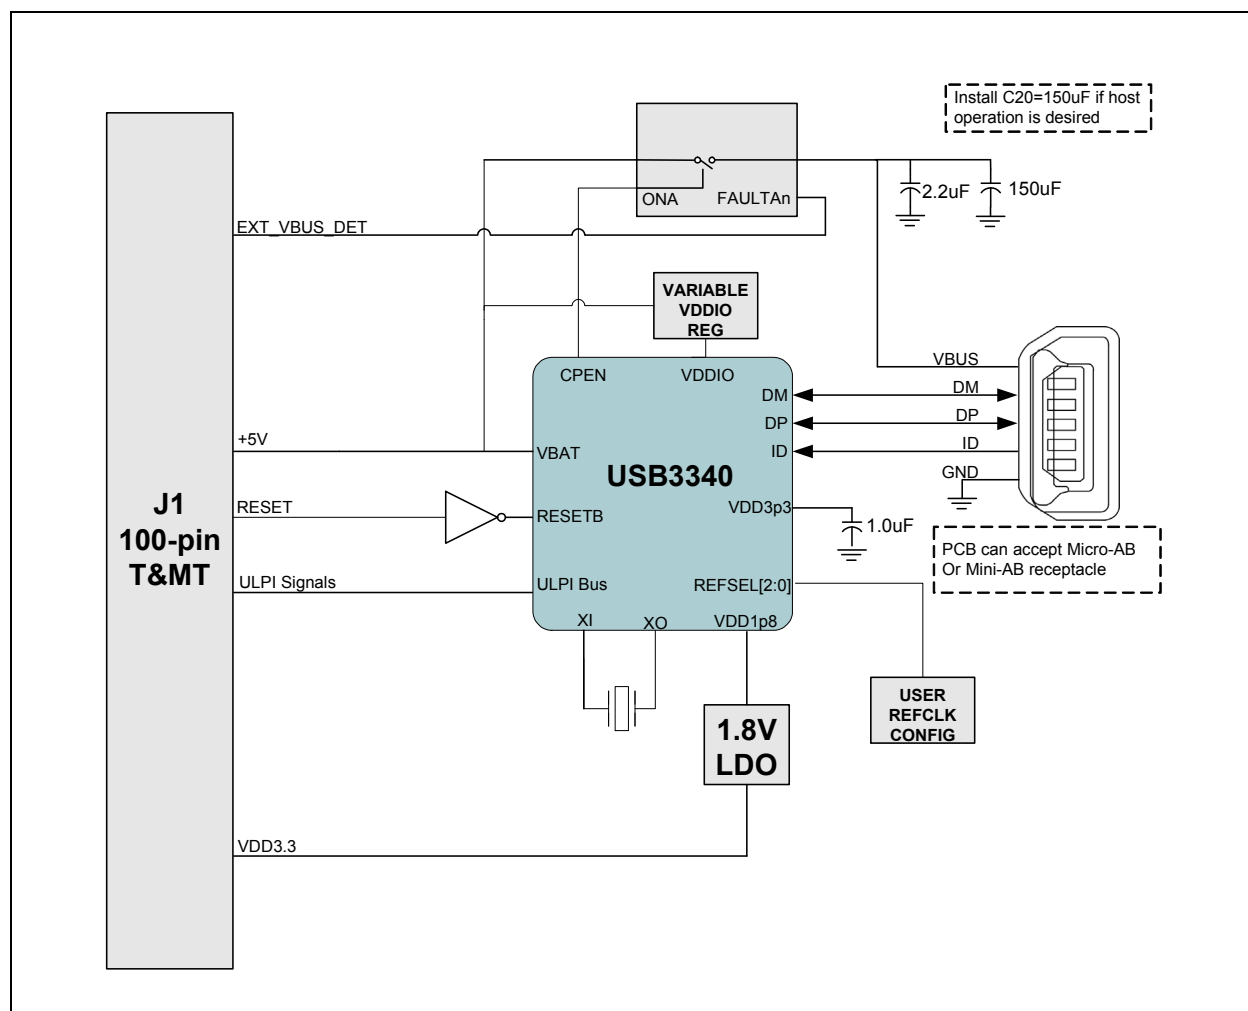 Install C20=150uF if host
operation is desired
2.2uF
150uF
ONA
FAULTAn
EXT_VBUS_DET
VARIABLE
VDDIO
REG
CPEN
VDDIO
VBUS
DM
DM
DP
DP
+5V
VBAT
ID
ID
USB3340
GND
J1
100-pin
T&MT
RESET
RESETB
VDD3p3
1.0uF
PCB can accept Micro-AB
Or Mini-AB receptacle
ULPI Signals
ULPI Bus
REFSEL[2:0]
XI
XO
VDD1p8
USER
REFCLK
CONFIG
1.8V
LDO
VDD3.3